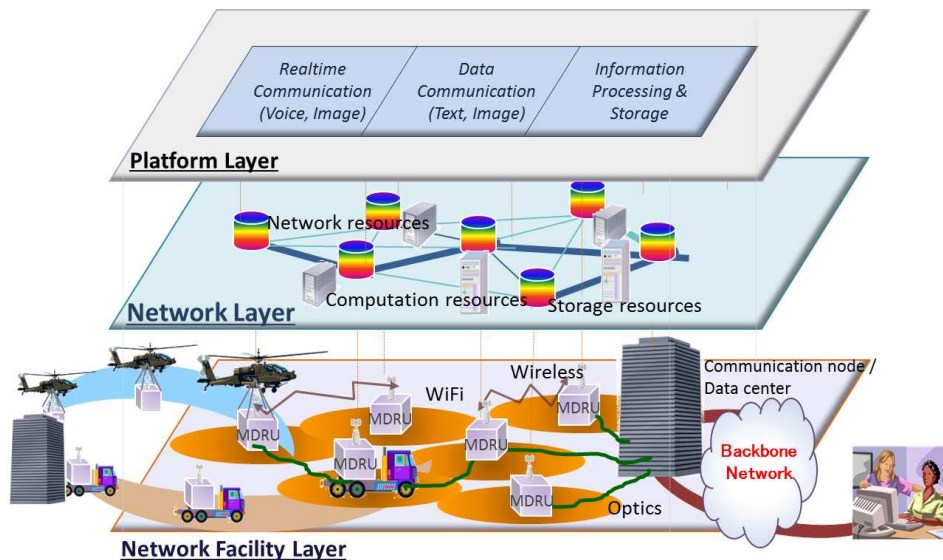 Realtime
Communication
(Voice, Image)
Data
Communication
(Text, Image)
Information
Processing &
Storage
Platform Layer
Network resources
Computation resources
Storage resources
Network Layer
Communication node /
Data center
Wireless
WiFi
MDRU
MDRU
MDRU
MDRU
MDRU
MDRU
Backbone
Network
Optics
Network Facility Layer